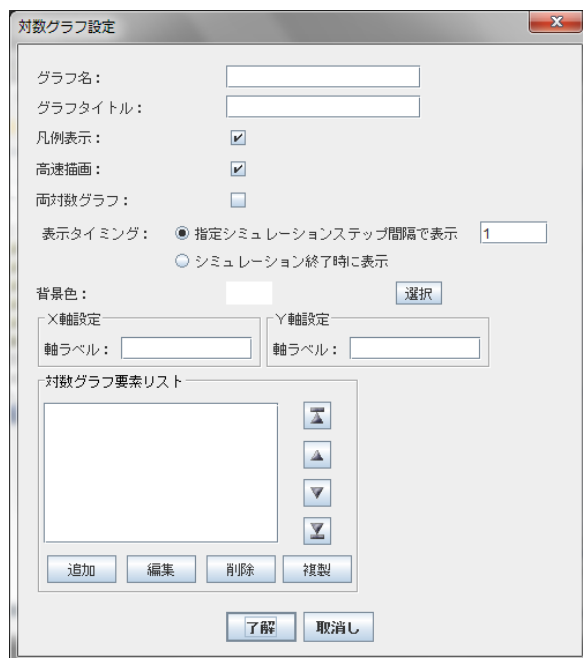 対数グラフ設定
グラフ名：
グラフタイトル：
凡例表示：
高速描画：
両対数グラフ：
表示タイミング： 指定シミュレーションステップ間隔で表示 1
シミュレーション終了時に表示
背景色： 選択
X軸設定 Y軸設定
軸ラベル： 軸ラベル：
対数グラフ要素リスト
追加 編集 削除 複製
了解 取消し